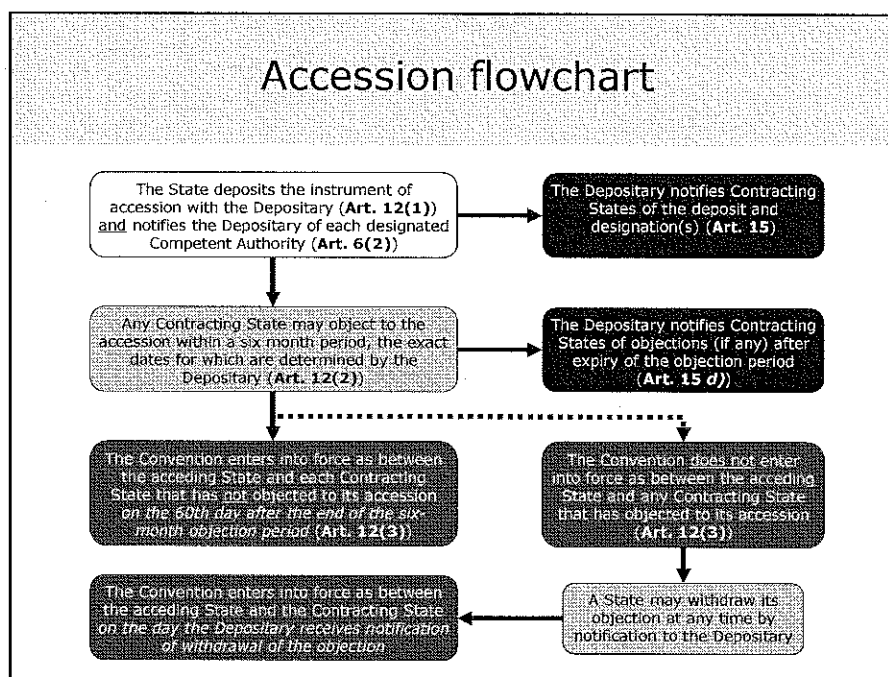 Accession flowchart
The State deposits the instrument of
accession with the Depositary (Art. 12(1))
and notifies the Depositary of each designated
Competent Authority (Art. 6(2))
The Depositary notifies Contracting
States of the deposit and
designation(s) (Art. 15)
Any Contracting State may object to the
accession within a six month period, the exact
dates for which are determined by the
Depositary (Art. 12(2))
The Depositary notifies Contracting
States of objections (if any) after
expiry of the objection period
(Art. 15 d))
The Convention enters into force as between
the acceding State and each Contracting
State that has not objected to its accession
on the 60th day after the end of the six-
month objection period (Art. 12(3))
The Convention does not enter
into force as between the acceding
State and any Contracting State
that has objected to its accession
(Art. 12(3))
The Convention enters into force as between
the acceding State and the Contracting State
on the day the Depositary receives notification
of withdrawal of the objection
A State may withdraw its
objection at any time by
notification to the Depositary